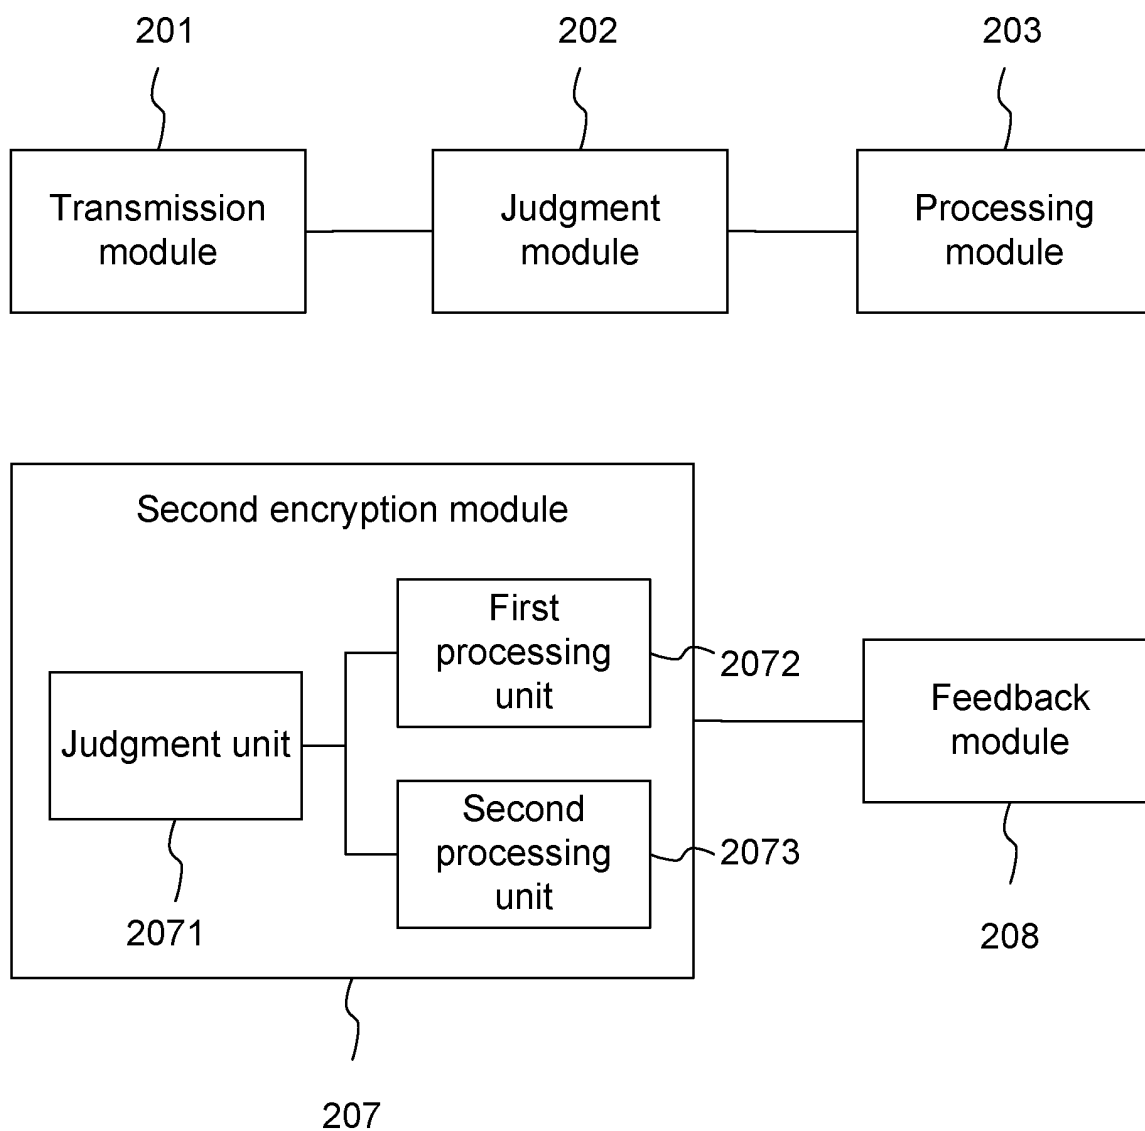 201
202
203
Transmission
module
Judgment
module
Processing
module
Second encryption module
First
processing
unit
2072
Judgment unit
Second
processing
unit
2073
2071
207
Feedback
module
208